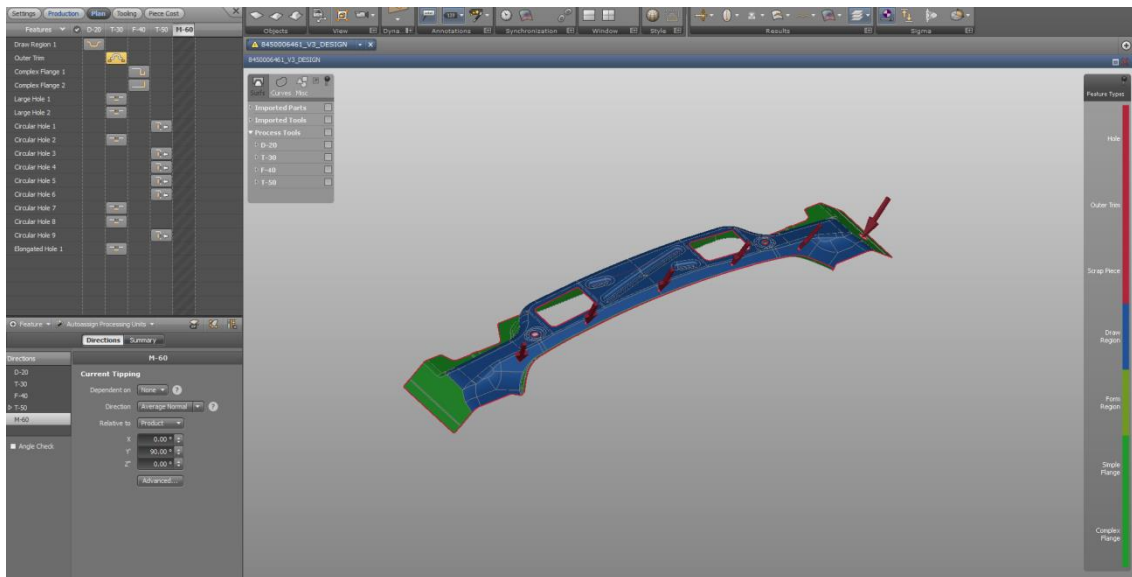 Settings Production Plan Tooling Piece Cost
Features D-20 T-30 F-40 T-50 M-60
Draw Region 1
Outer Trim
Complex Flange 1
Complex Flange 2
Large Hole 1
Large Hole 2
Circular Hole 1
Circular Hole 2
Circular Hole 3
Circular Hole 4
Circular Hole 5
Circular Hole 6
Circular Hole 7
Circular Hole 8
Circular Hole 9
Elongated Hole 1
Feature Autoassign Processing Units
Directions Summary
Directions M-60
D-20
T-30
F-40
T-50
M-60
Angle Check
Current Tipping
Dependent on None ?
Direction Average Normal ?
Relative to Product
X 0.00 °
Y' 90.00 °
Z" 0.00 °
Advanced...
Objects View Dyna. Annotations Synchronization Window Style Results Sigma
8450006461_V3_DESIGN
8450006461_V3_DESIGN
Surfs Curves Misc
Imported Parts
Imported Tools
Process Tools
D-20
T-30
F-40
T-50
Feature Types
Hole
Outer Trim
Scrap Piece
Draw
Region
Form
Region
Simple
Flange
Complex
Flange